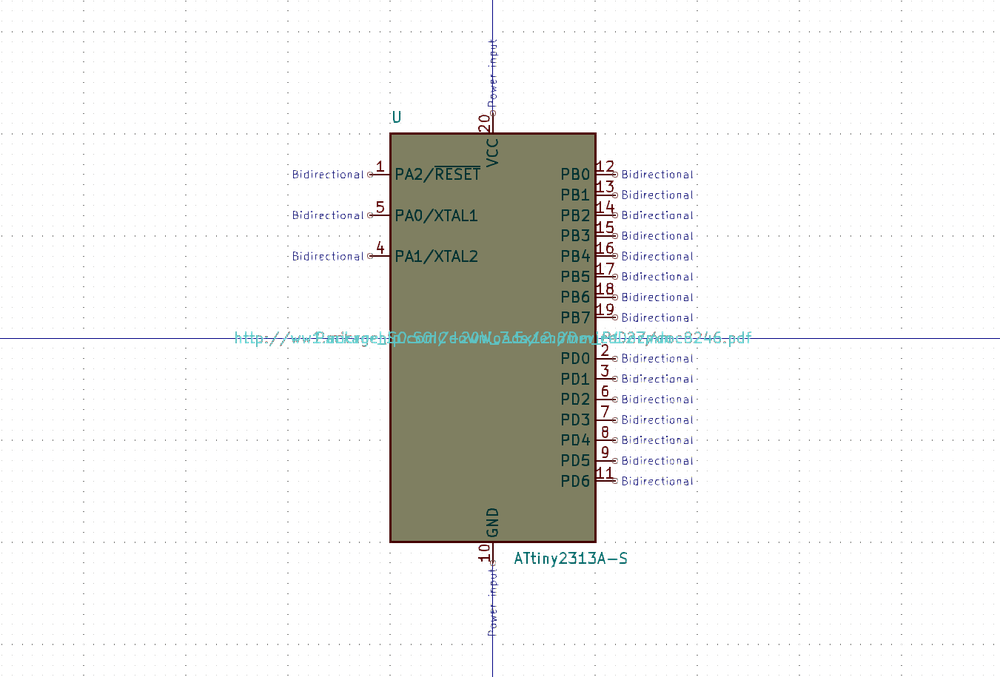 Power input
U
20
VCC
Bidirectional 1 PA2/RESET PB0 12 Bidirectional
PB1 13 Bidirectional
Bidirectional 5 PA0/XTAL1 PB2 14 Bidirectional
PB3 15 Bidirectional
Bidirectional 4 PA1/XTAL2 PB4 16 Bidirectional
PB5 17 Bidirectional
PB6 18 Bidirectional
PB7 19 Bidirectional
PD0 2 Bidirectional
PD1 3 Bidirectional
PD2 6 Bidirectional
PD3 7 Bidirectional
PD4 8 Bidirectional
PD5 9 Bidirectional
PD6 11 Bidirectional
GND
10
ATtiny2313A-S
Power input